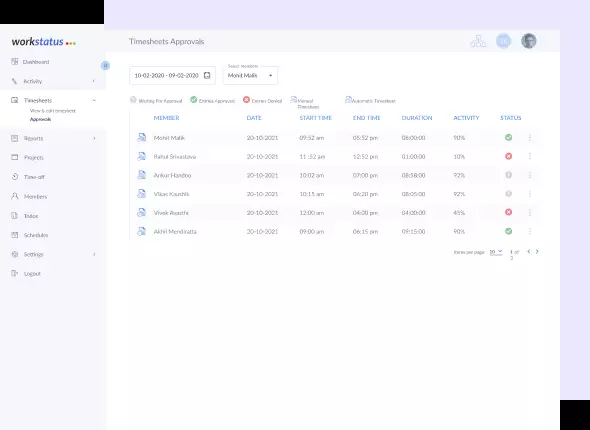 workstatus
Timesheets Approvals
Dashboard
Activity
Timesheets
View & edit timesheet
Approvals
Reports
Projects
Time-off
Members
Todos
Schedules
Settings
Logout
Select Members
10-02-2020 - 09-02-2020 Mohit Malik
Waiting For Approval Entries Approved Entries Denied Manual Timesheet Automatic Timesheet
MEMBER DATE START TIME END TIME DURATION ACTIVITY STATUS
Mohit Malik 20-10-2021 09:52 am 05:52 pm 08:00:00 90%
Rahul Srivastava 20-10-2021 11:52 am 12:52 pm 01:00:00 10%
Ankur Handoo 20-10-2021 10:02 am 07:00 pm 08:58:00 92%
Vikas Kaushik 20-10-2021 10:15 am 06:20 pm 08:05:00 92%
Vivek Avasthi 20-10-2021 12:00 am 04:00 pm 04:00:00 45%
Akhil Mendiratta 20-10-2021 09:00 am 06:15 pm 09:15:00 90%
Items per page: 10 1 of